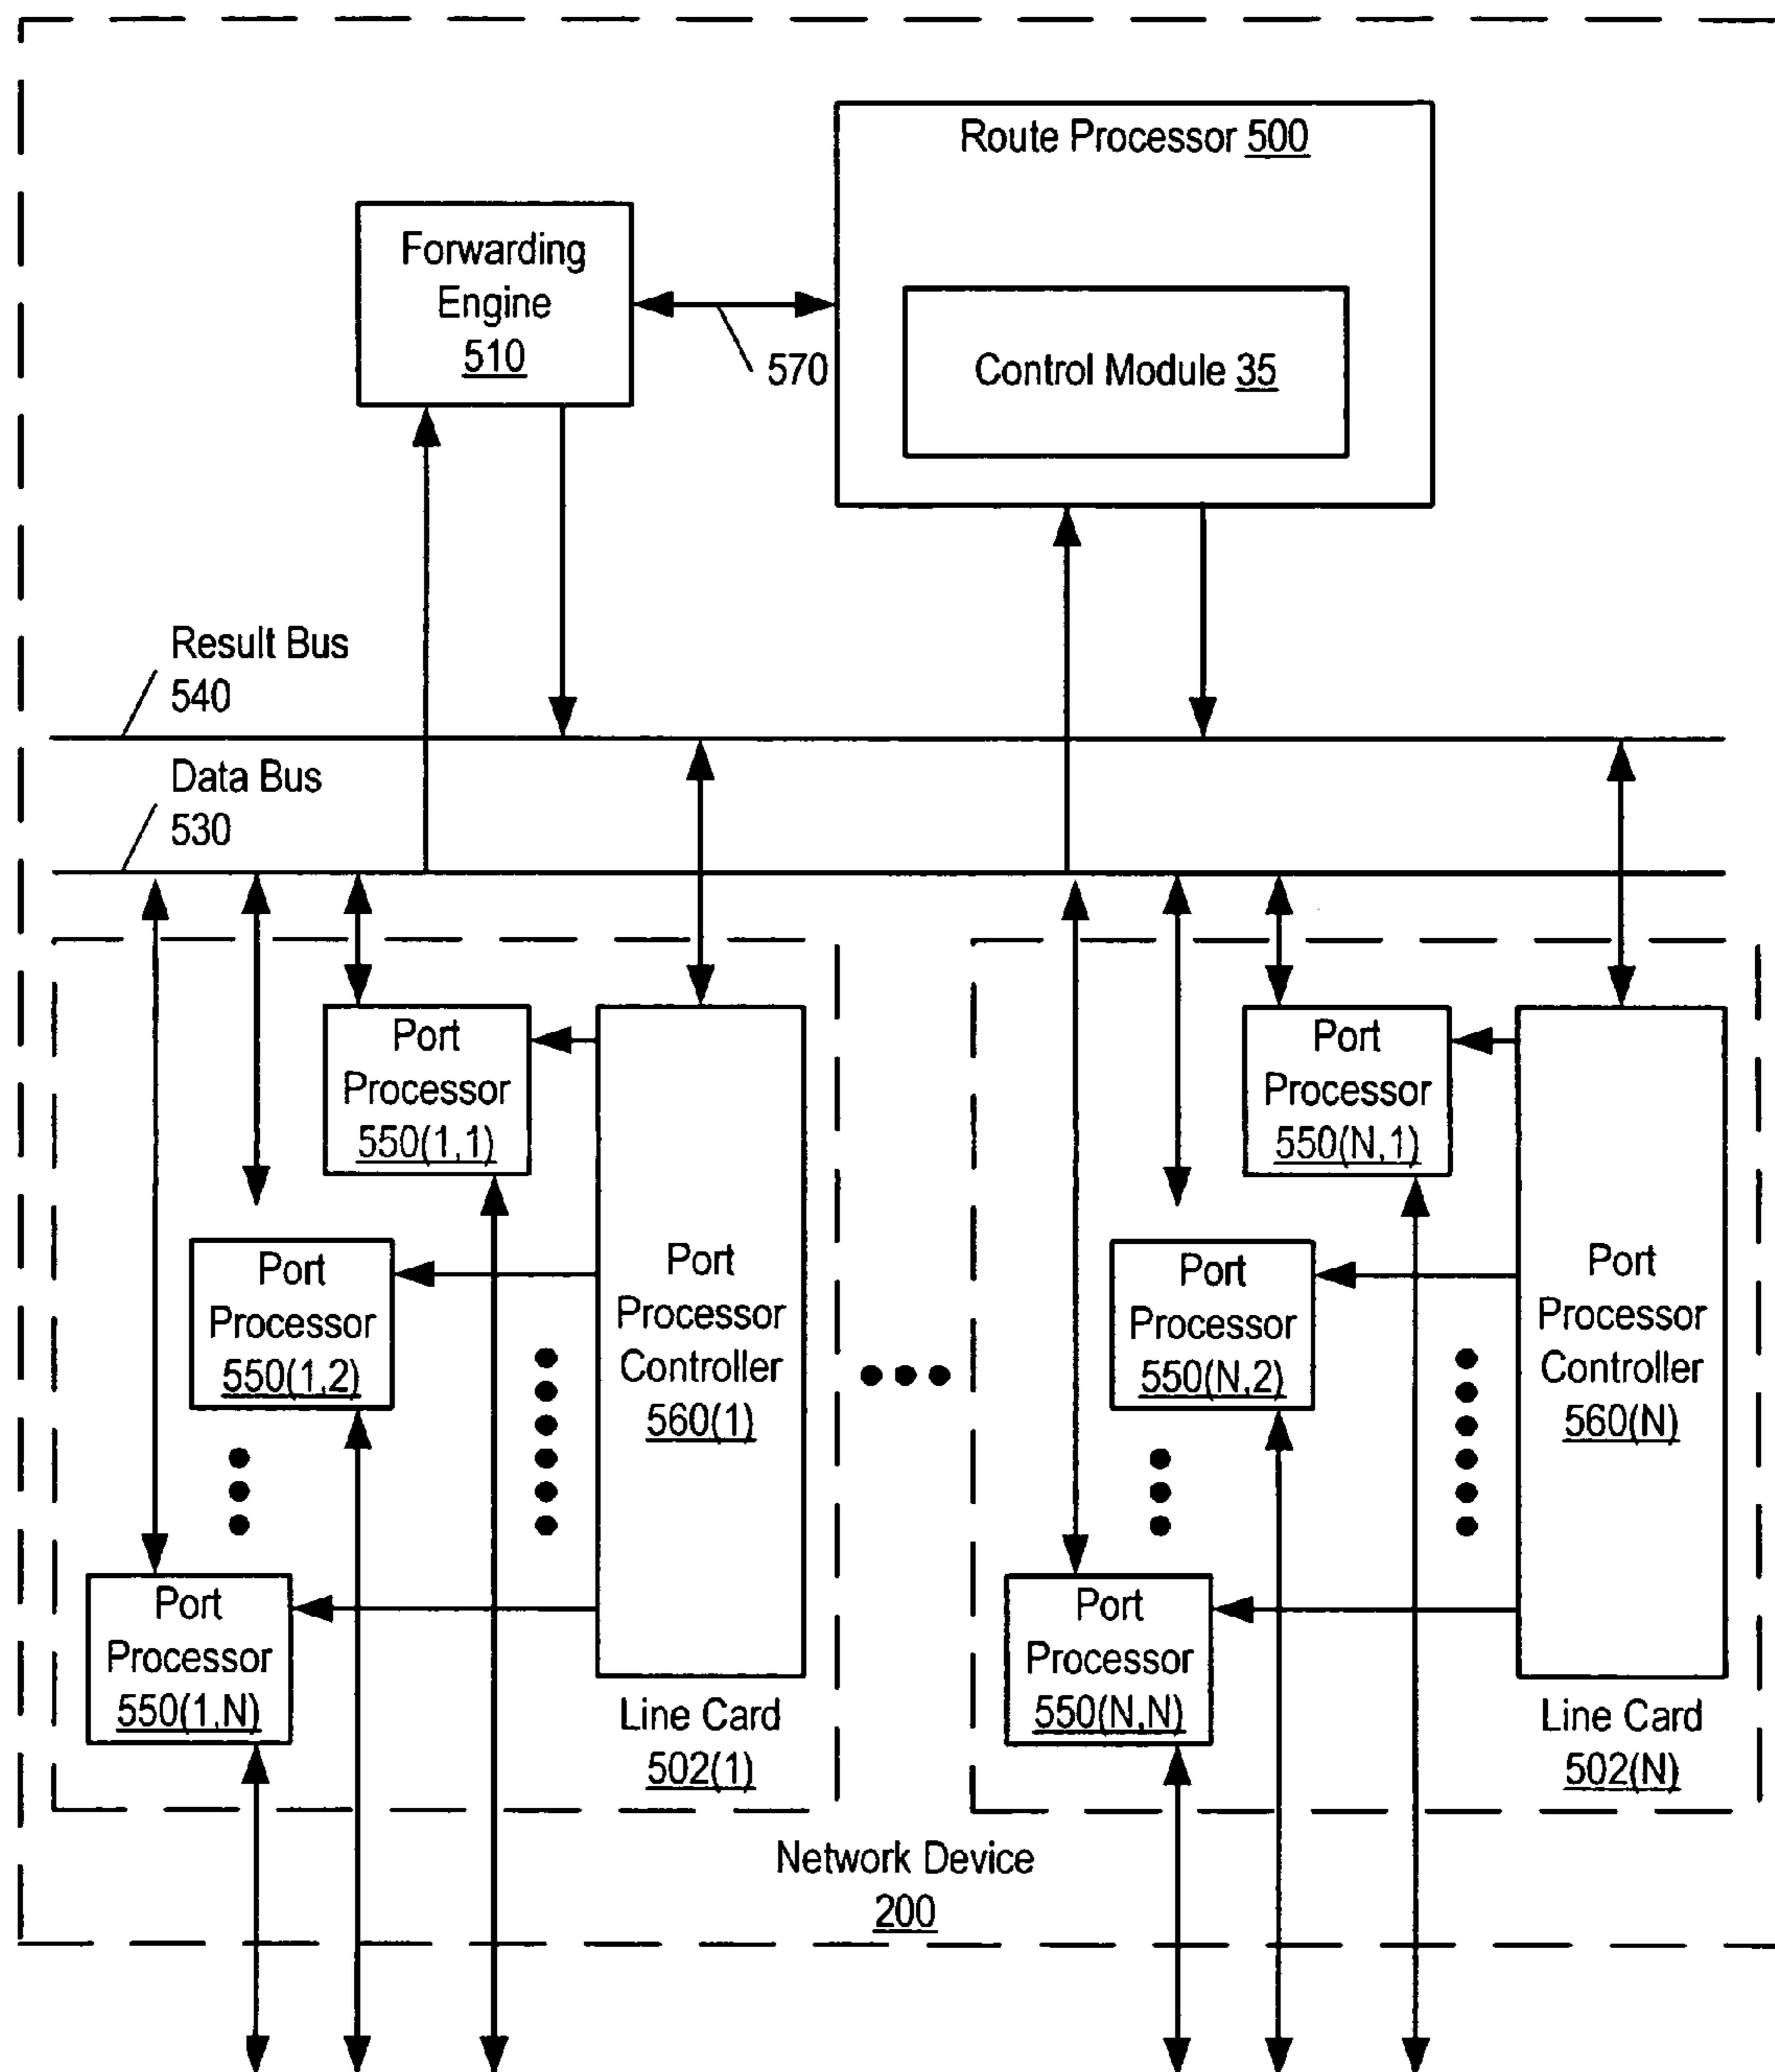 Route Processor 500
Forwarding
Engine
510
570
Control Module 35
Result Bus
540
Data Bus
530
Port
Processor
550(1,1)
Port
Processor
550(1,2)
Port
Processor
550(1,N)
Port
Processor
Controller
560(1)
Line Card
502(1)
Port
Processor
550(N,1)
Port
Processor
550(N,2)
Port
Processor
550(N,N)
Port
Processor
Controller
560(N)
Line Card
502(N)
Network Device
200